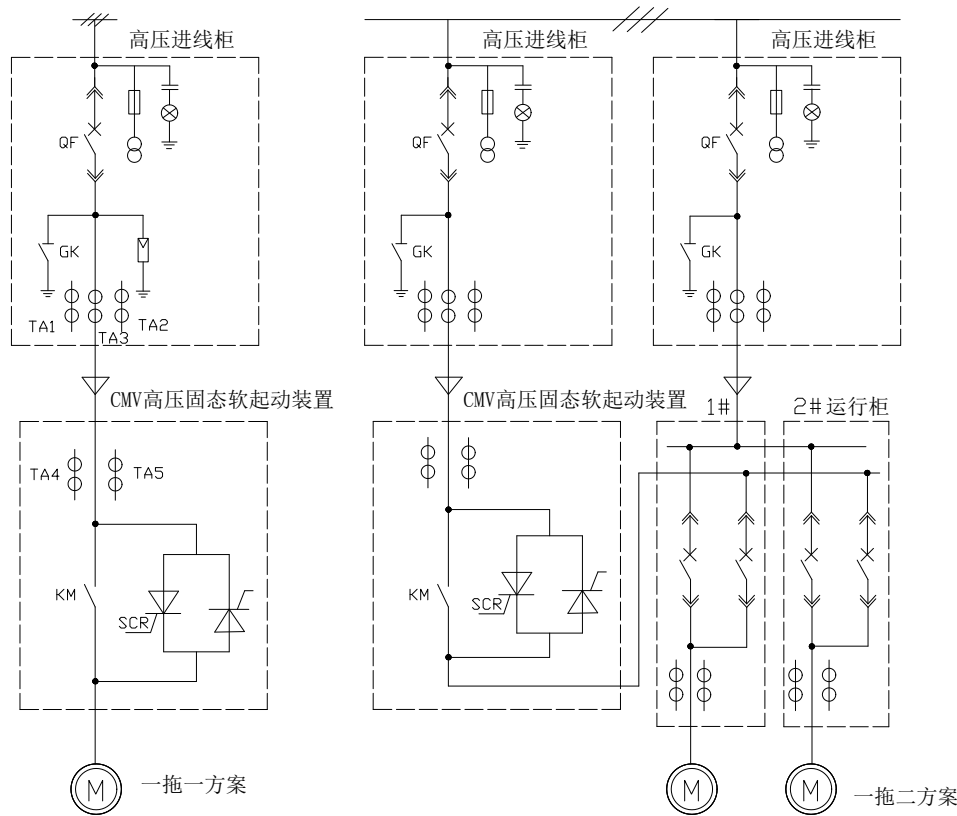 高压进线柜
高压进线柜
高压进线柜
QF
QF
QF
GK
GK
GK
TA1
TA3
TA2
CMV高压固态软起动装置
CMV高压固态软起动装置
1#
2#运行柜
TA4
TA5
KM
SCR
KM
SCR
M
一拖一方案
M
M
一拖二方案